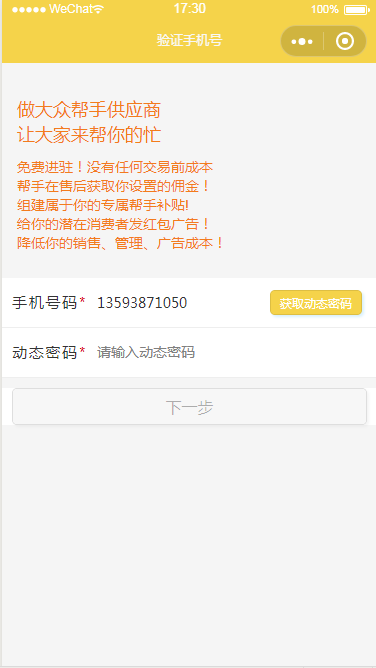 WeChat
17:30
100%
验证手机号
做大众帮手供应商
让大家来帮你的忙
免费进驻！没有任何交易前成本
帮手在售后获取你设置的佣金！
组建属于你的专属帮手补贴!
给你的潜在消费者发红包广告！
降低你的销售、管理、广告成本！
手机号码* 13593871050 获取动态密码
动态密码* 请输入动态密码
下一步